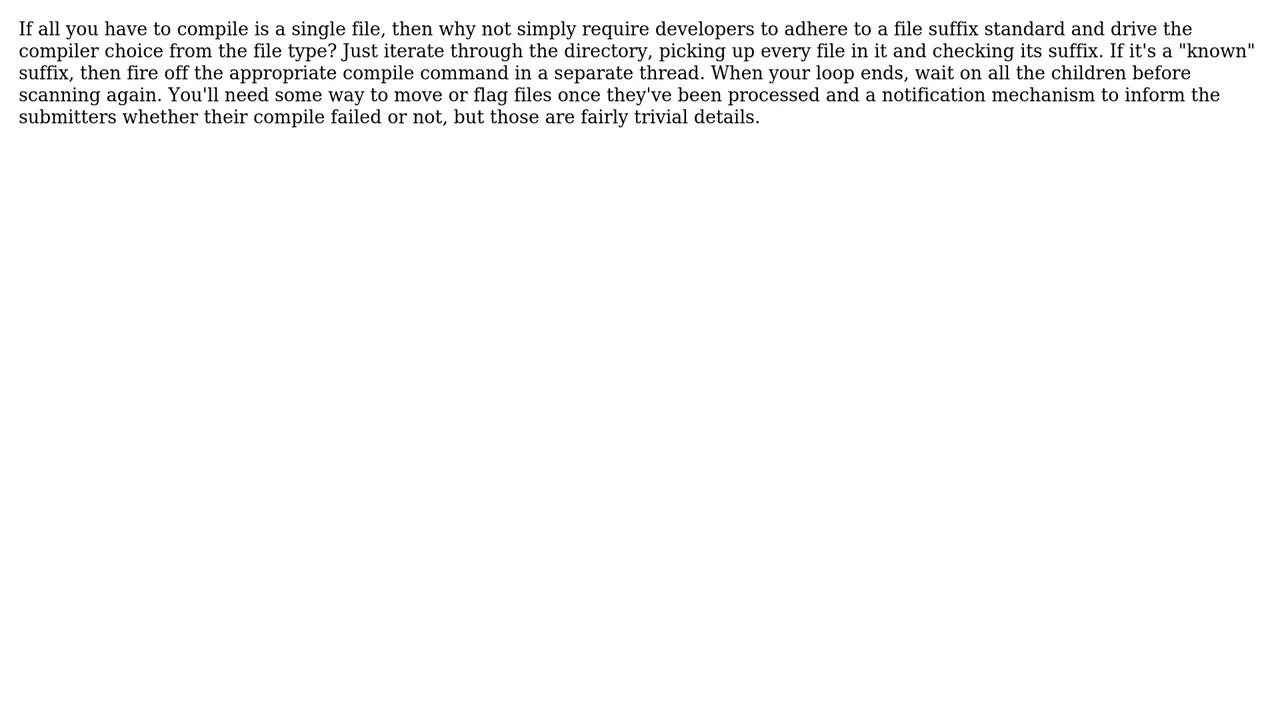 If all you have to compile is a single file, then why not simply require developers to adhere to a file suffix standard and drive the
compiler choice from the file type? Just iterate through the directory, picking up every file in it and checking its suffix. If it's a "known"
suffix, then fire off the appropriate compile command in a separate thread. When your loop ends, wait on all the children before
scanning again. You'll need some way to move or flag files once they've been processed and a notification mechanism to inform the
submitters whether their compile failed or not, but those are fairly trivial details.